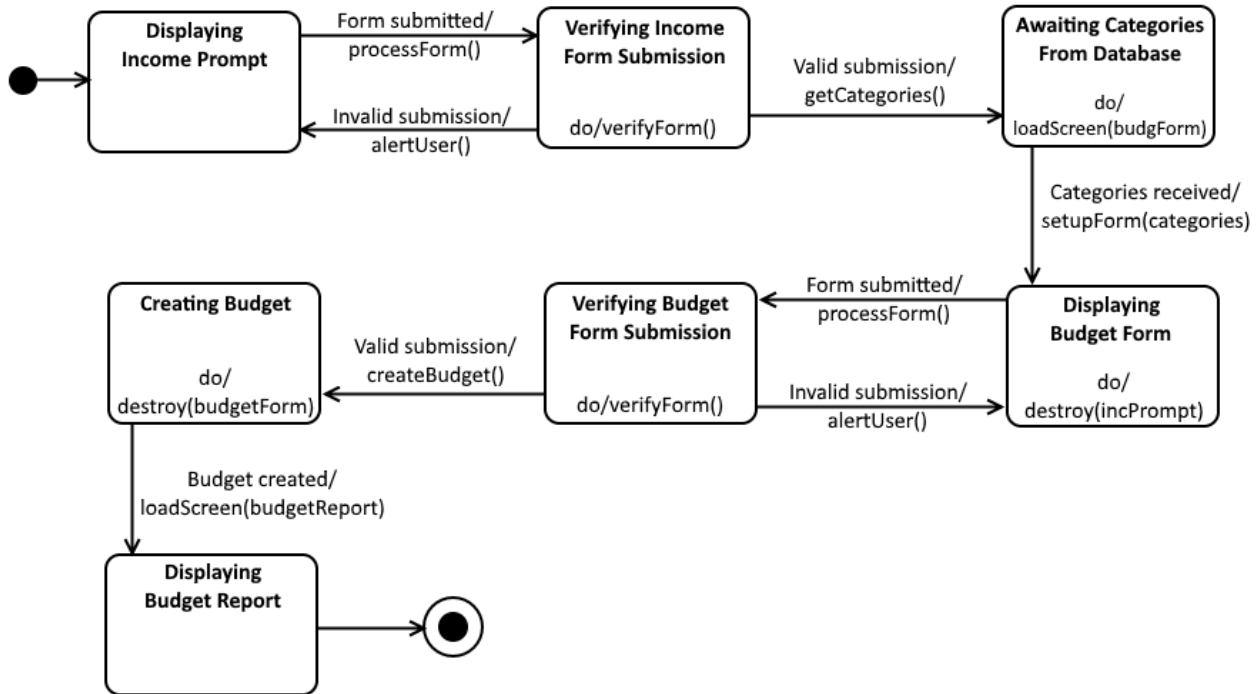 Displaying
Income Prompt
Form submitted/
processForm()
Invalid submission/
alertUser()
Verifying Income
Form Submission
do/verifyForm()
Valid submission/
getCategories()
Awaiting Categories
From Database
do/
loadScreen(budgForm)
Categories received/
setupForm(categories)
Displaying
Budget Form
do/
destroy(incPrompt)
Form submitted/
processForm()
Invalid submission/
alertUser()
Verifying Budget
Form Submission
do/verifyForm()
Valid submission/
createBudget()
Creating Budget
do/
destroy(budgetForm)
Budget created/
loadScreen(budgetReport)
Displaying
Budget Report